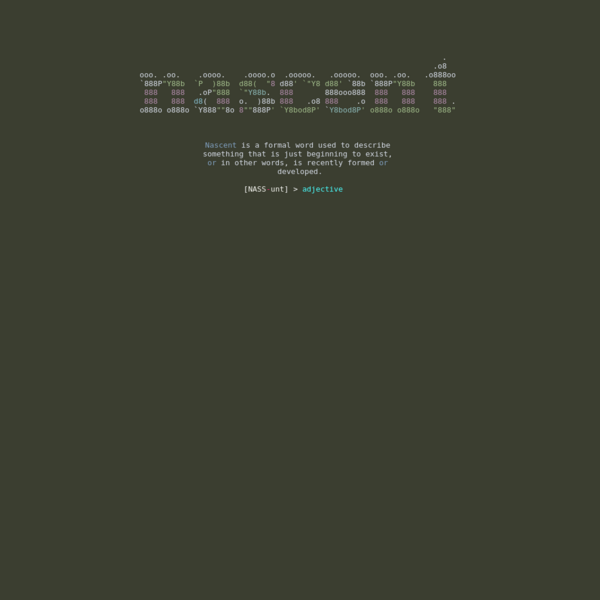 nascent
Nascent is a formal word used to describe
something that is just beginning to exist,
or in other words, is recently formed or
developed.
[NASS unt] > adjective